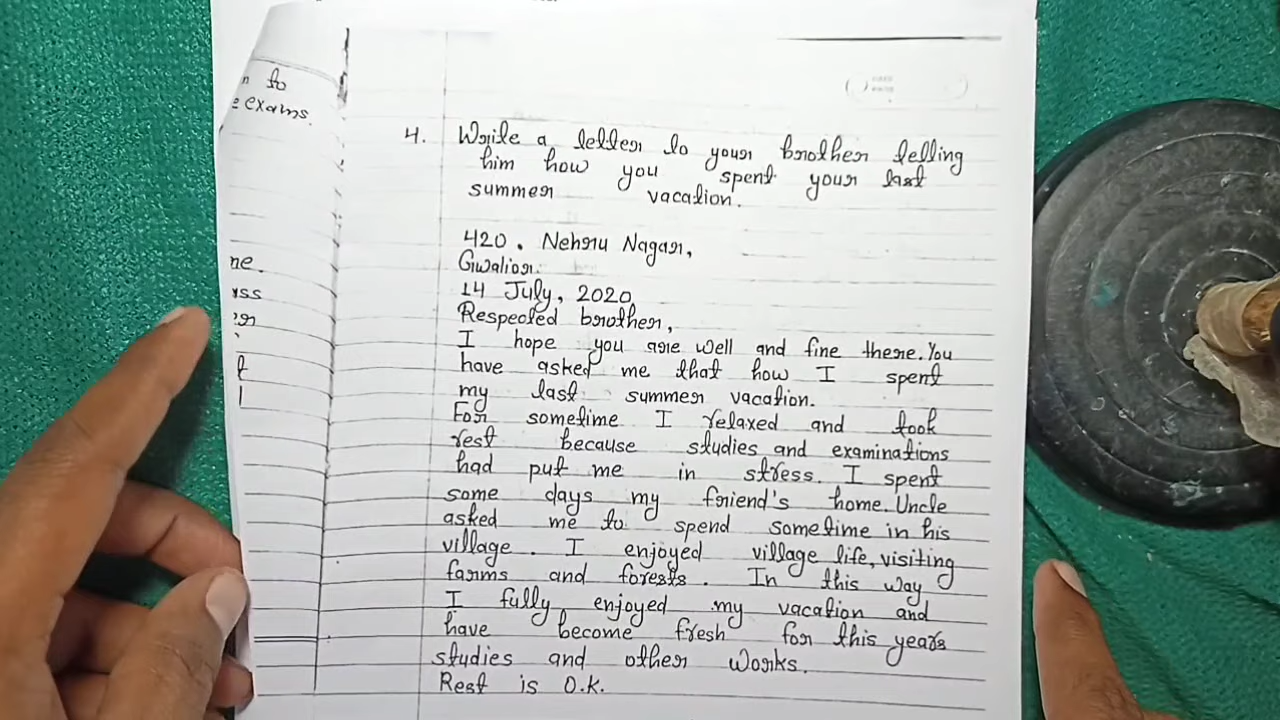 n to
e exams.
ne.
4. Write a letter to your brother telling
him how you spent your last
summer vacation.
420. Nehru Nagar,
Gwalior.
14 July, 2020
Respected brother,
I hope you are well and fine there. You
have asked me that how I spent
my last summer vacation.
For sometime I relaxed and took
rest because studies and examinations
had put me in stress. I spent
some days my friend's home. Uncle
asked me to spend sometime in his
village. I enjoyed village life, visiting
farms and forests. In this way
I fully enjoyed my vacation and
have become fresh for this years
studies and other works.
Rest is O.K.